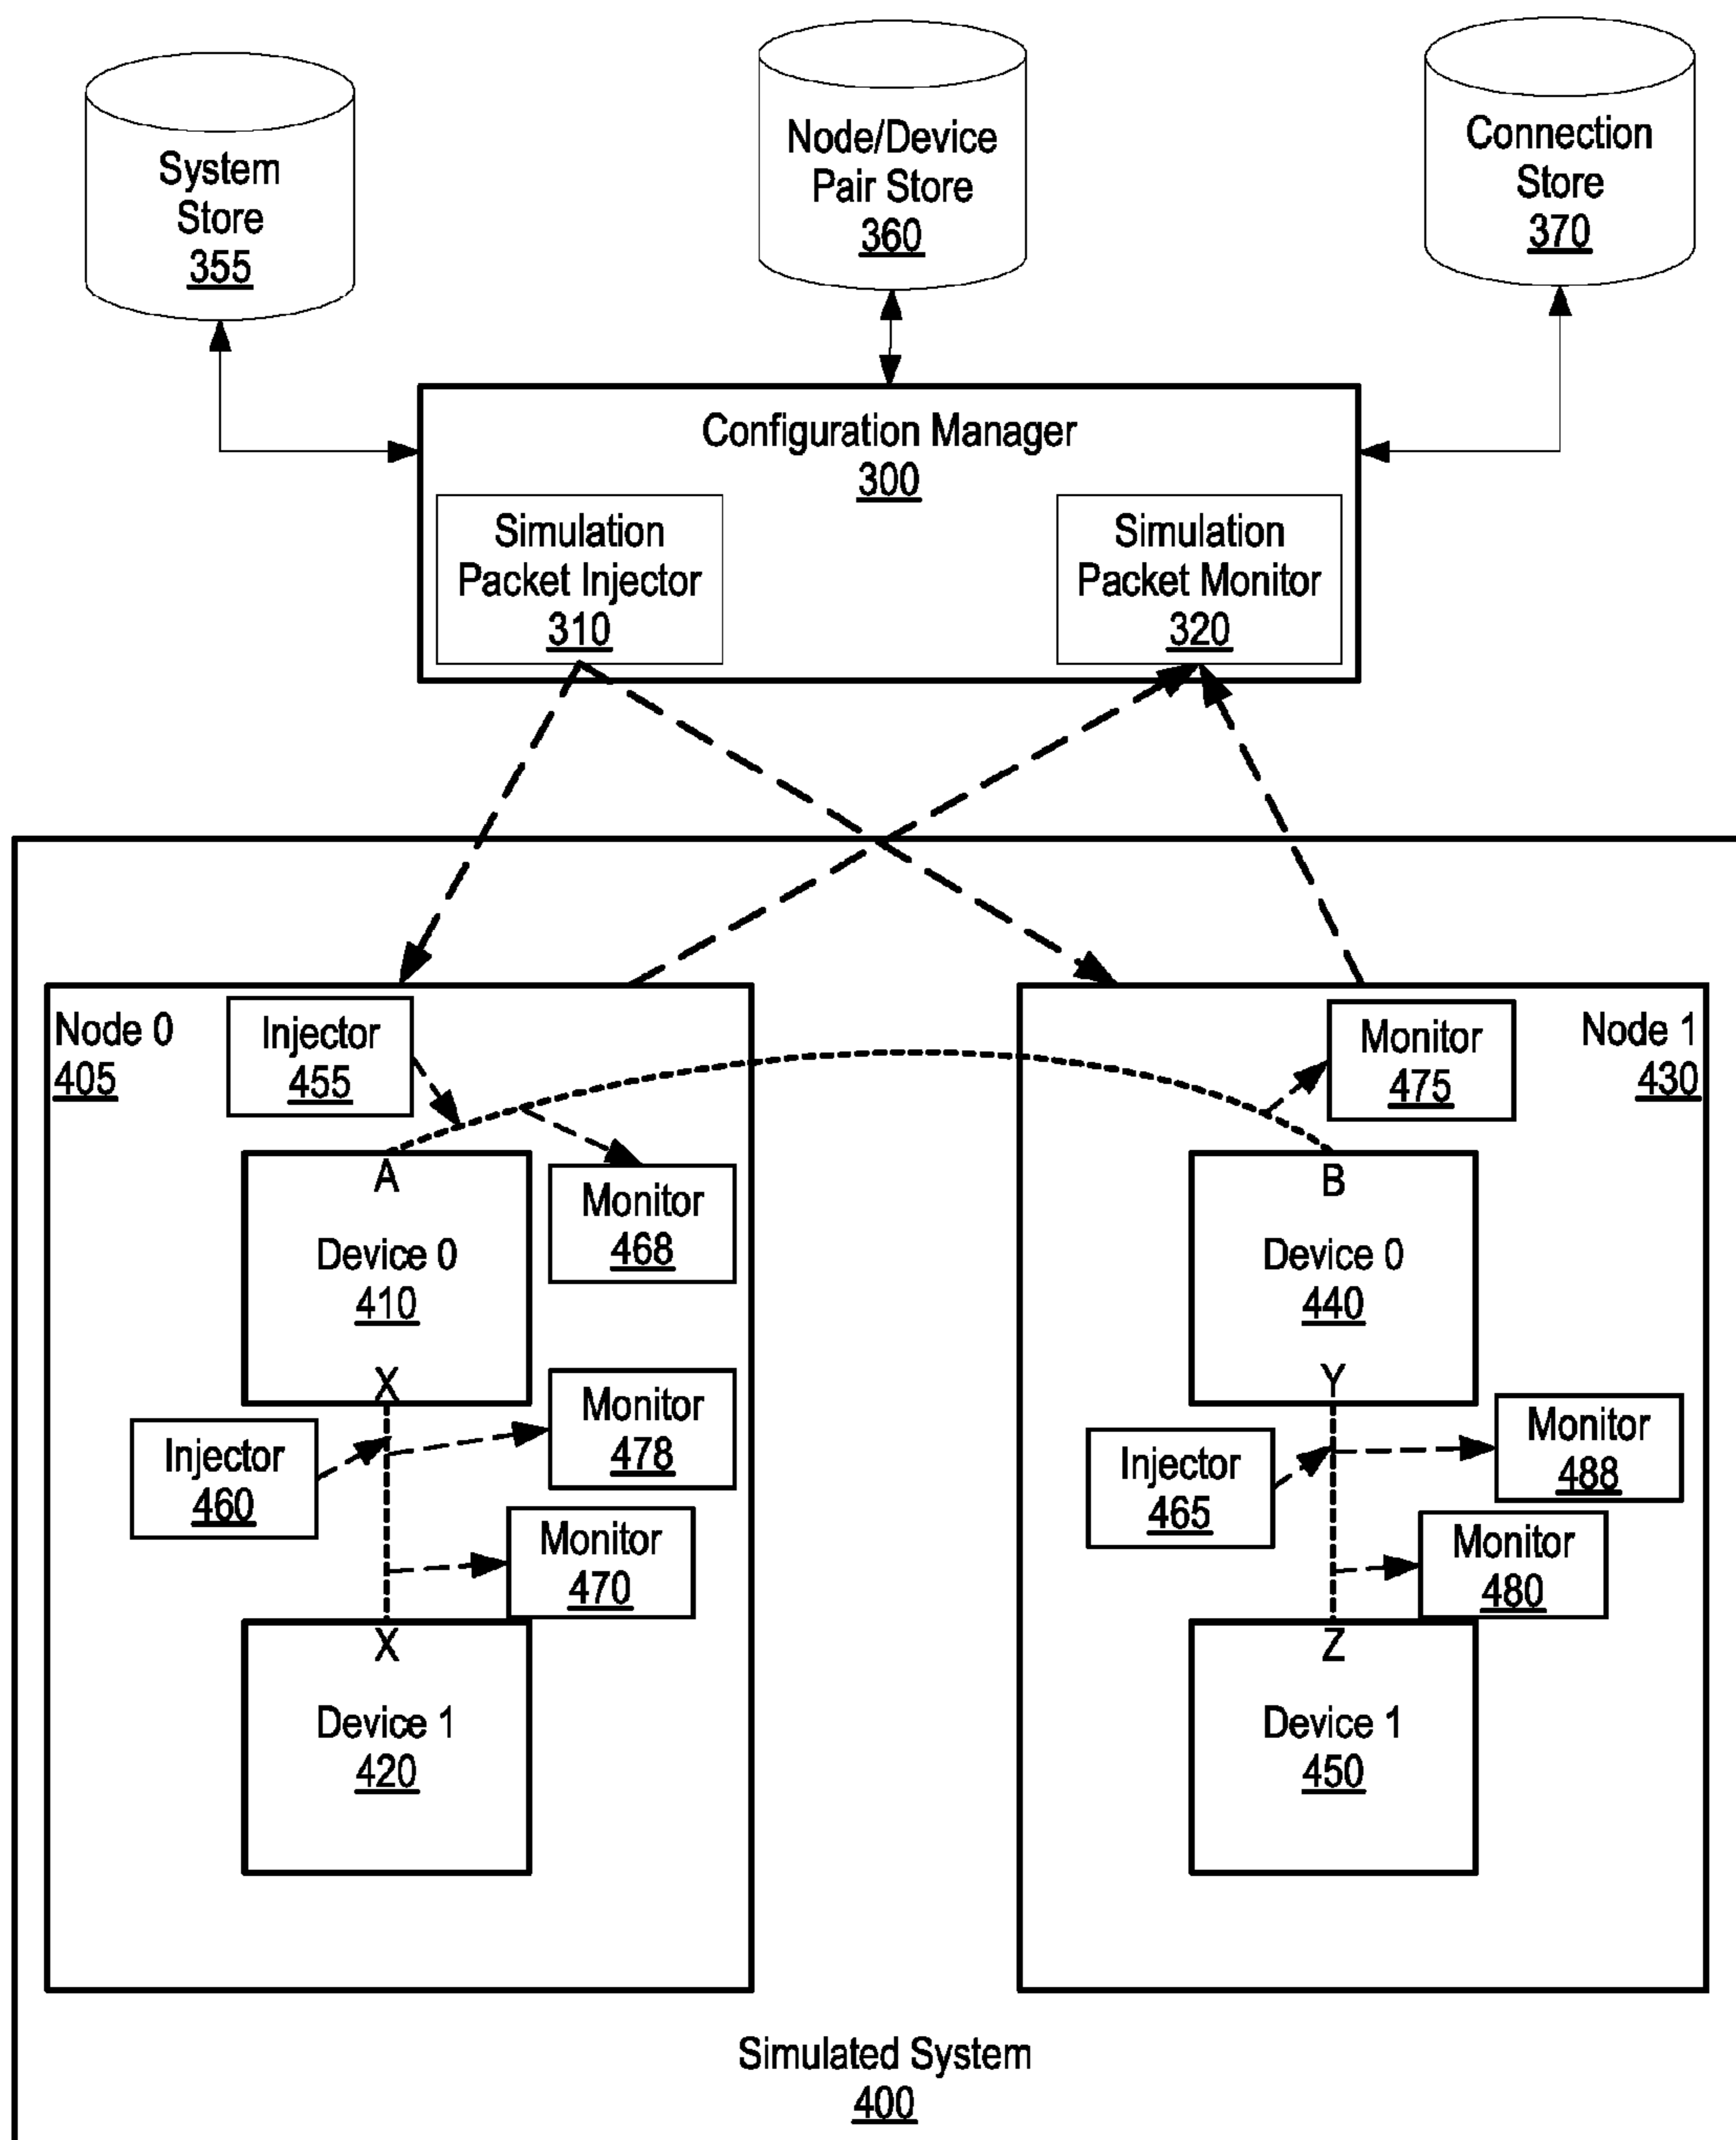 System
Store
355
Node/Device
Pair Store
360
Connection
Store
370
Configuration Manager
300
Simulation
Packet Injector
310
Simulation
Packet Monitor
320
Node 0
405
Injector
455
A
Device 0
410
X
Monitor
468
Injector
460
Monitor
478
Monitor
470
X
Device 1
420
Node 1
430
Monitor
475
B
Device 0
440
Y
Injector
465
Monitor
488
Monitor
480
Z
Device 1
450
Simulated System
400